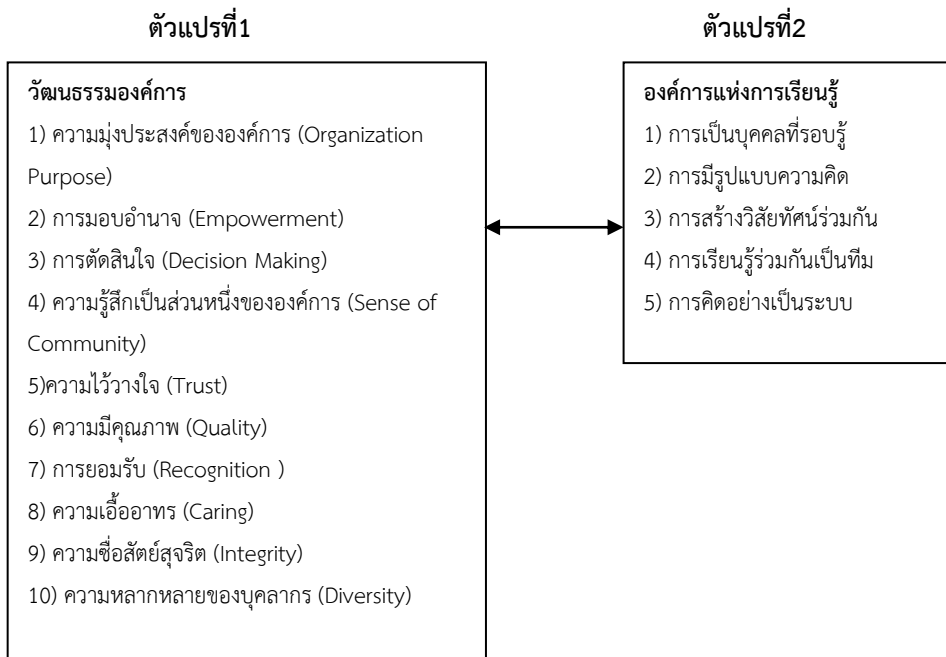 ตัวแปรที่1
ตัวแปรที่2
วัฒนธรรมองค์การ
1) ความมุ่งประสงค์ขององค์การ (Organization
Purpose)
2) การมอบอำนาจ (Empowerment)
3) การตัดสินใจ (Decision Making)
4) ความรู้สึกเป็นส่วนหนึ่งขององค์การ (Sense of
Community)
5)ความไว้วางใจ (Trust)
6) ความมีคุณภาพ (Quality)
7) การยอมรับ (Recognition )
8) ความเอื้ออาทร (Caring)
9) ความซื่อสัตย์สุจริต (Integrity)
10) ความหลากหลายของบุคลากร (Diversity)
องค์การแห่งการเรียนรู้
1) การเป็นบุคคลที่รอบรู้
2) การมีรูปแบบความคิด
3) การสร้างวิสัยทัศน์ร่วมกัน
4) การเรียนรู้ร่วมกันเป็นทีม
5) การคิดอย่างเป็นระบบ